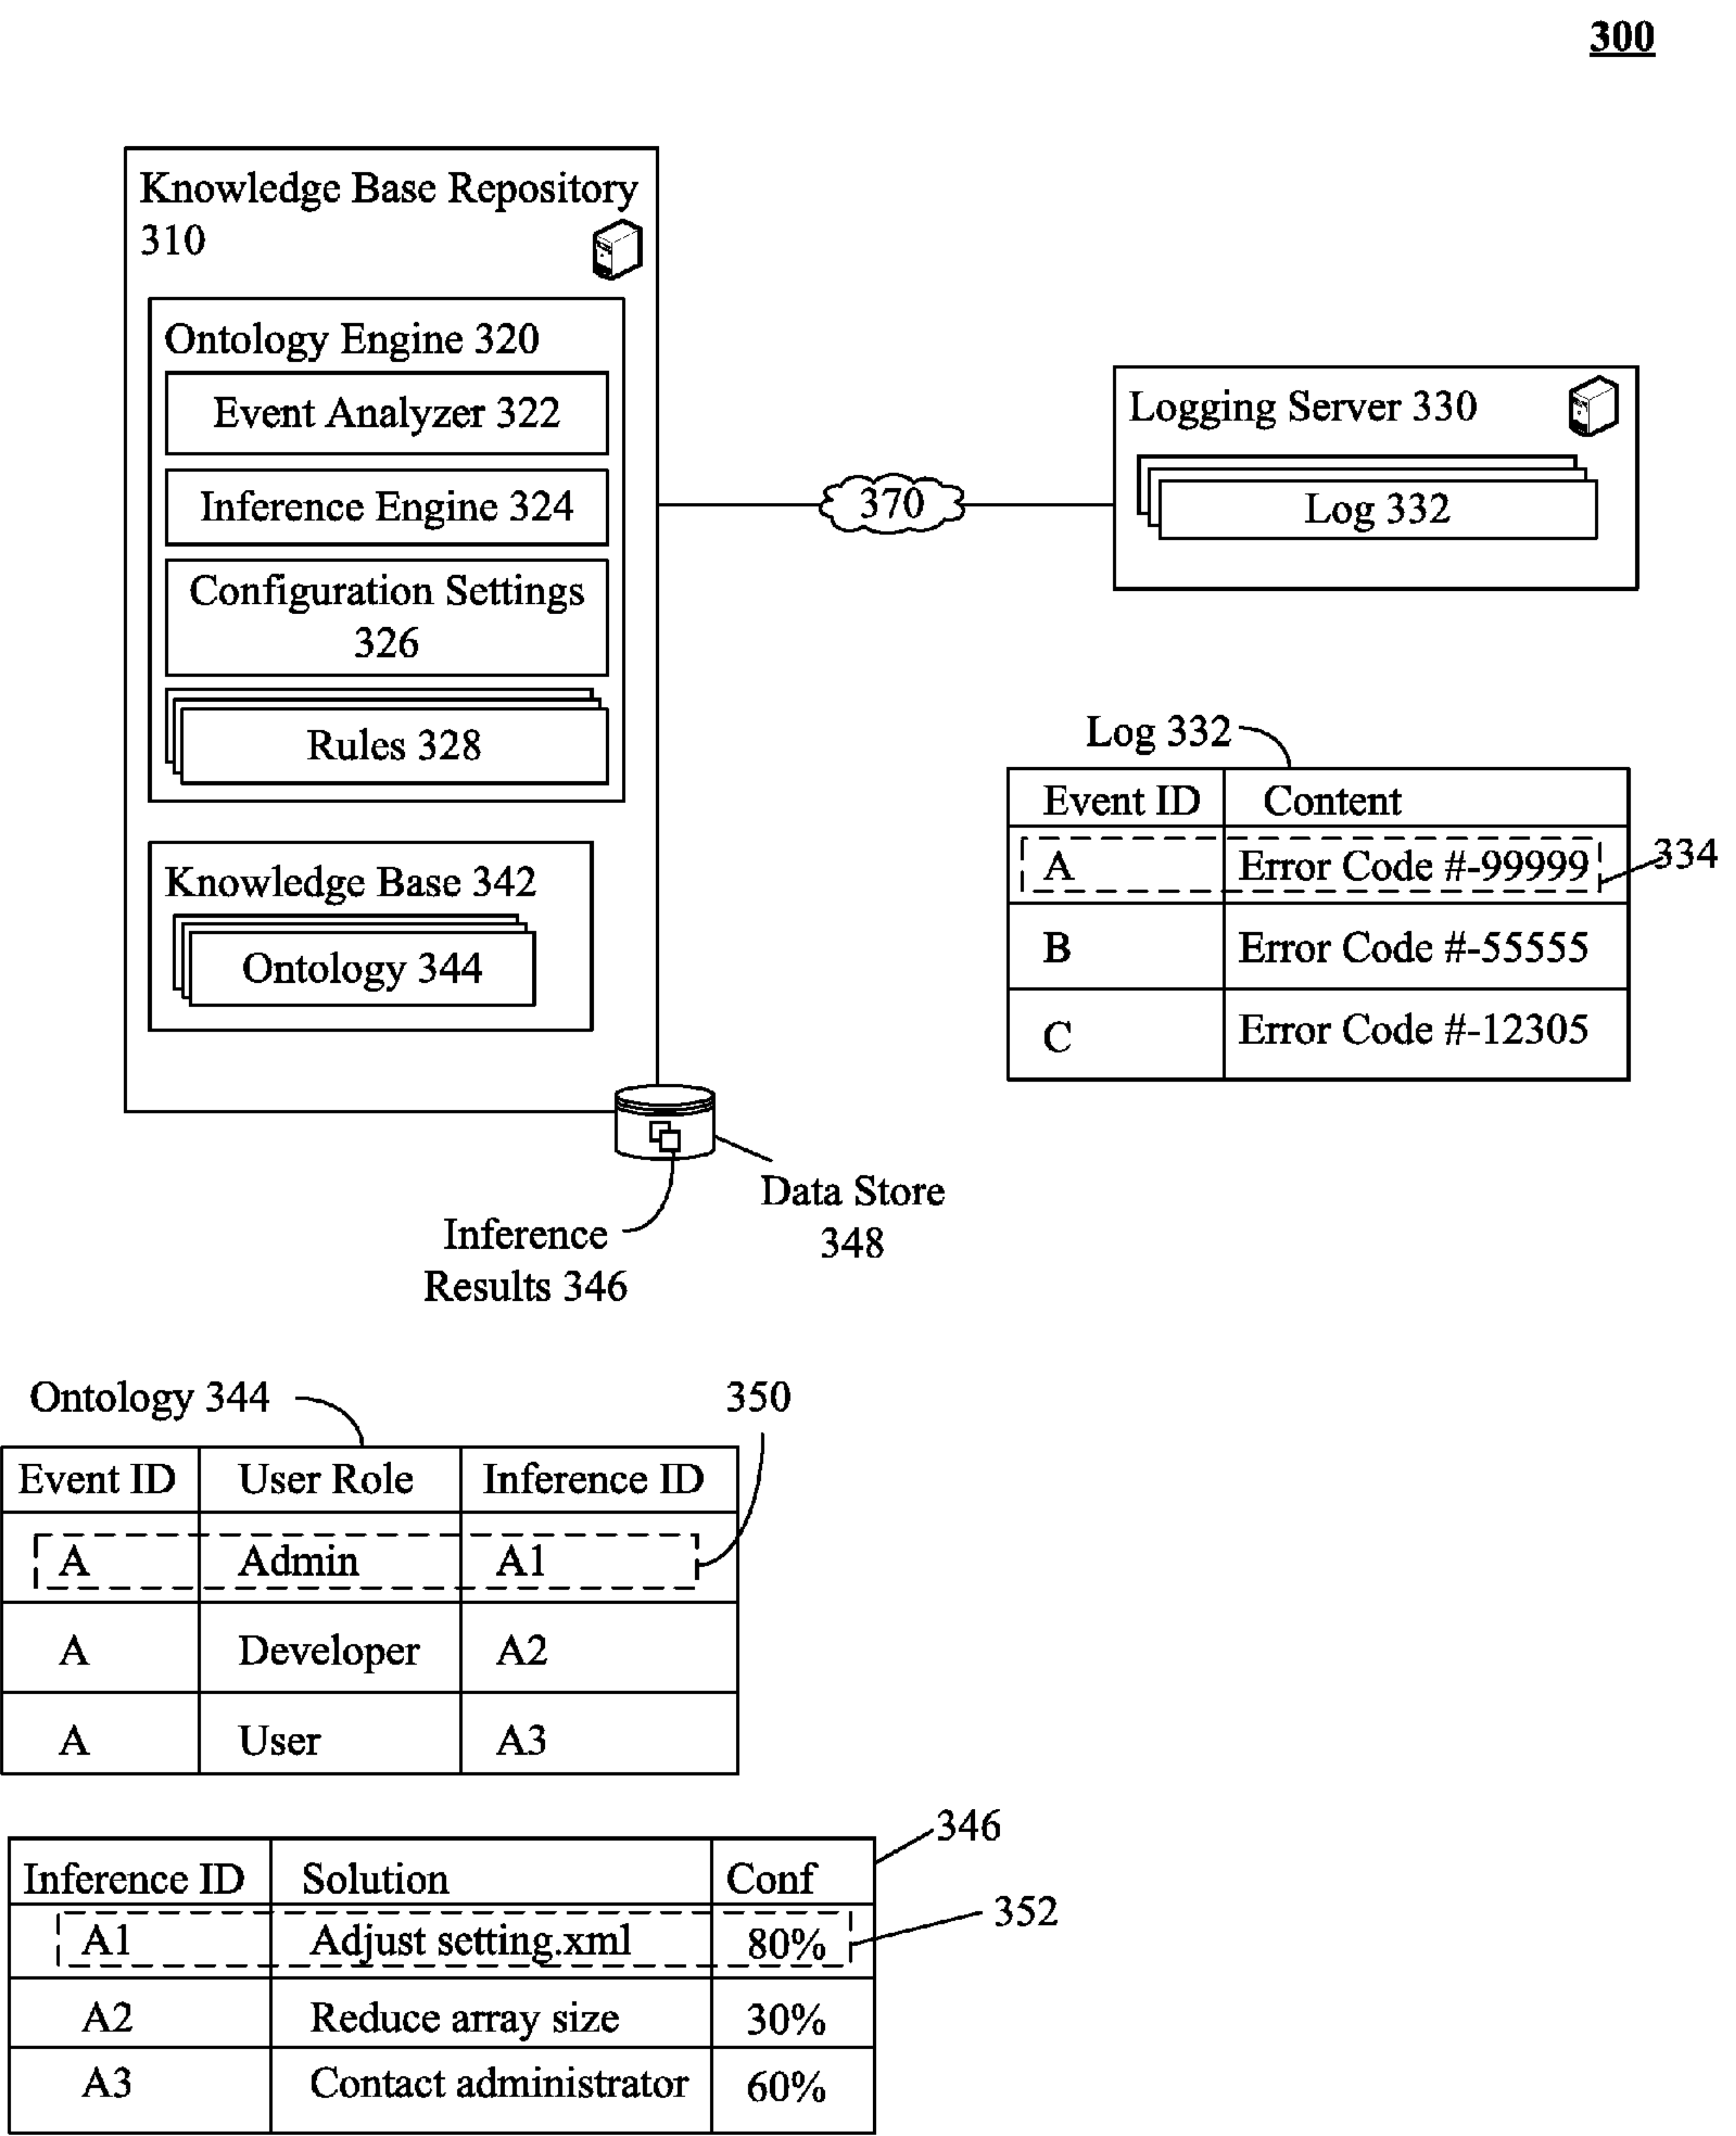 300
Knowledge Base Repository
310
Ontology Engine 320
Event Analyzer 322
Inference Engine 324
Configuration Settings
326
Rules 328
Knowledge Base 342
Ontology 344
370
Logging Server 330
Log 332
Log 332
Event ID Content
A Error Code #-99999
334
B Error Code #-55555
C Error Code #-12305
Data Store
348
Inference
Results 346
Ontology 344
350
Event ID User Role Inference ID
A Admin A1
A Developer A2
A User A3
346
Inference ID Solution Conf
352
A1 Adjust setting.xml 80%
A2 Reduce array size 30%
A3 Contact administrator 60%